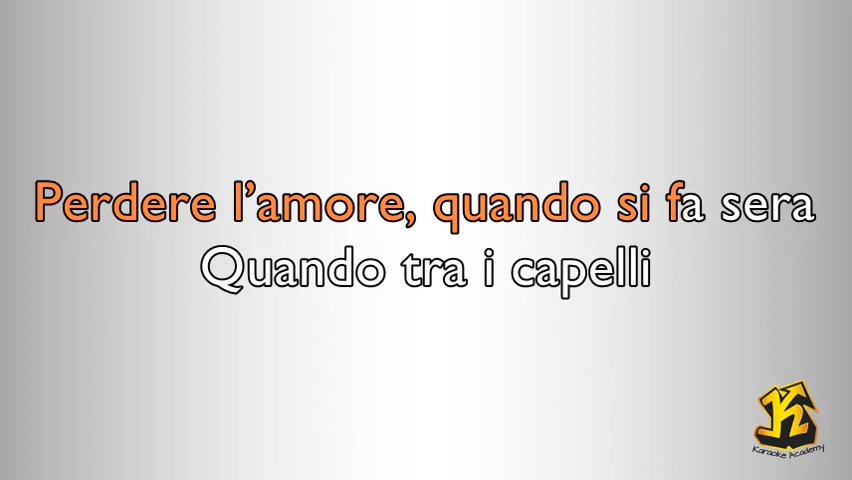 Perdere l’amore, quando si fa sera
Quando tra i capelli
K
Karaoke Academy